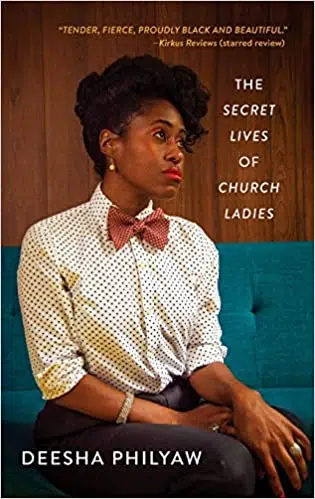 “TENDER, FIERCE, PROUDLY BLACK AND BEAUTIFUL.”
—Kirkus Reviews (starred review)
THE
SECRET
LIVES
OF
CHURCH
LADIES
DEESHA PHILYAW